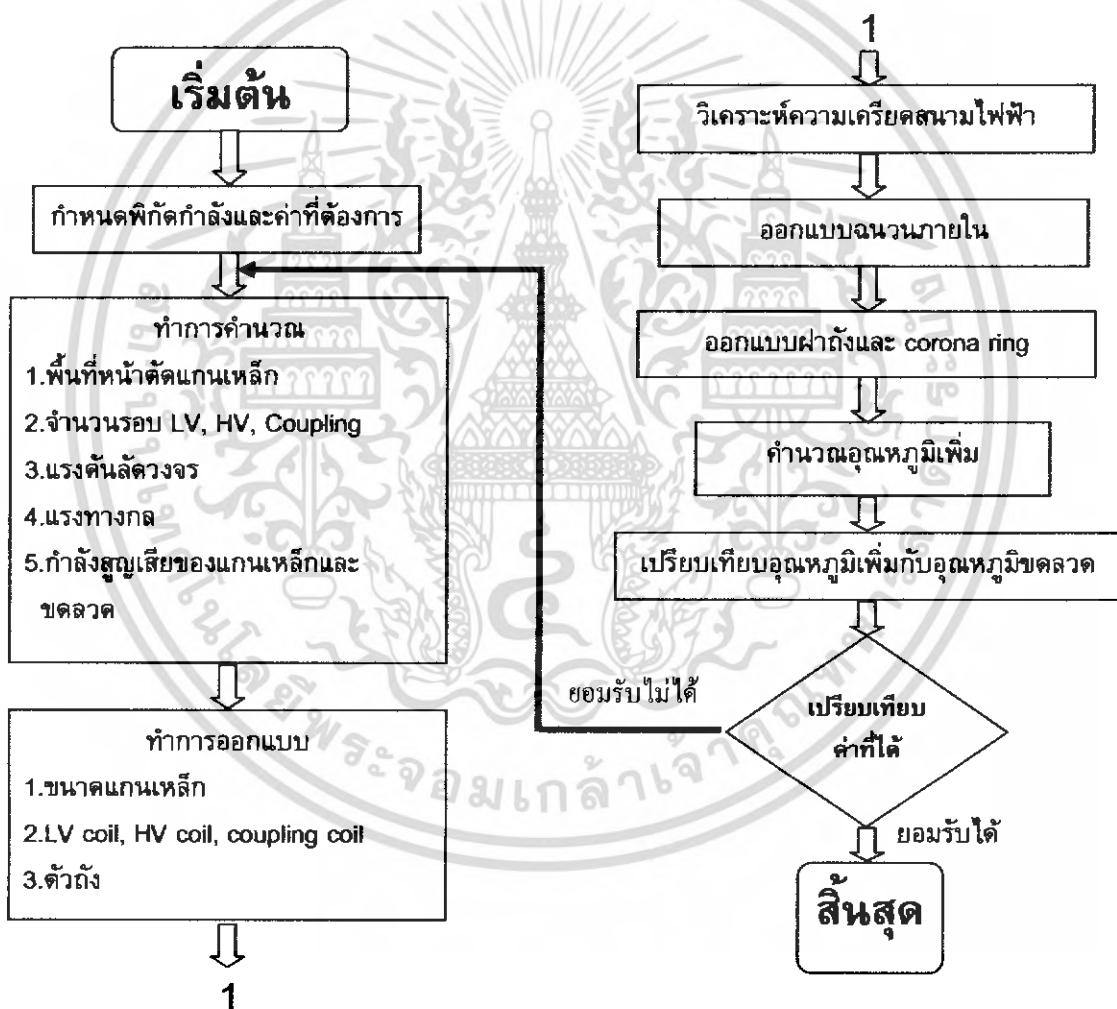 เริ่มต้น
กำหนดพิกัดกำลังและค่าที่ต้องการ
ทำการคำนวณ
1.พื้นที่หน้าตัดแกนเหล็ก
2.จำนวนรอบ LV, HV, Coupling
3.แรงดันลัดวงจร
4.แรงทางกล
5.กำลังสูญเสียของแกนเหล็กและ
ขดลวด
ทำการออกแบบ
1.ขนาดแกนเหล็ก
2.LV coil, HV coil, coupling coil
3.ตัวถัง
1
1
วิเคราะห์ความเครียดสนามไฟฟ้า
ออกแบบฉนวนภายใน
ออกแบบฝาถังและ corona ring
คำนวณอุณหภูมิเพิ่ม
เปรียบเทียบอุณหภูมิเพิ่มกับอุณหภูมิขดลวด
ยอมรับไม่ได้
เปรียบเทียบ
ค่าที่ได้
ยอมรับได้
สิ้นสุด